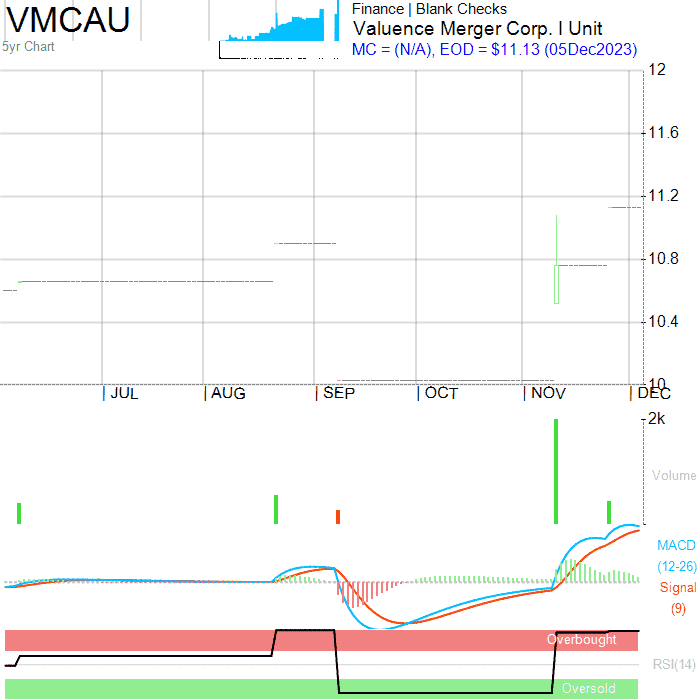 VMCAU
Finance | Blank Checks
Valuence Merger Corp. I Unit
5yr Chart
MC = (N/A), EOD = $11.13 (05Dec2023)
12
11.6
11.2
10.8
10.4
10
| JUL | AUG | SEP | OCT | NOV | DEC
2k
Volume
MACD
(12-26)
Signal
(9)
Overbought
RSI(14)
Oversold